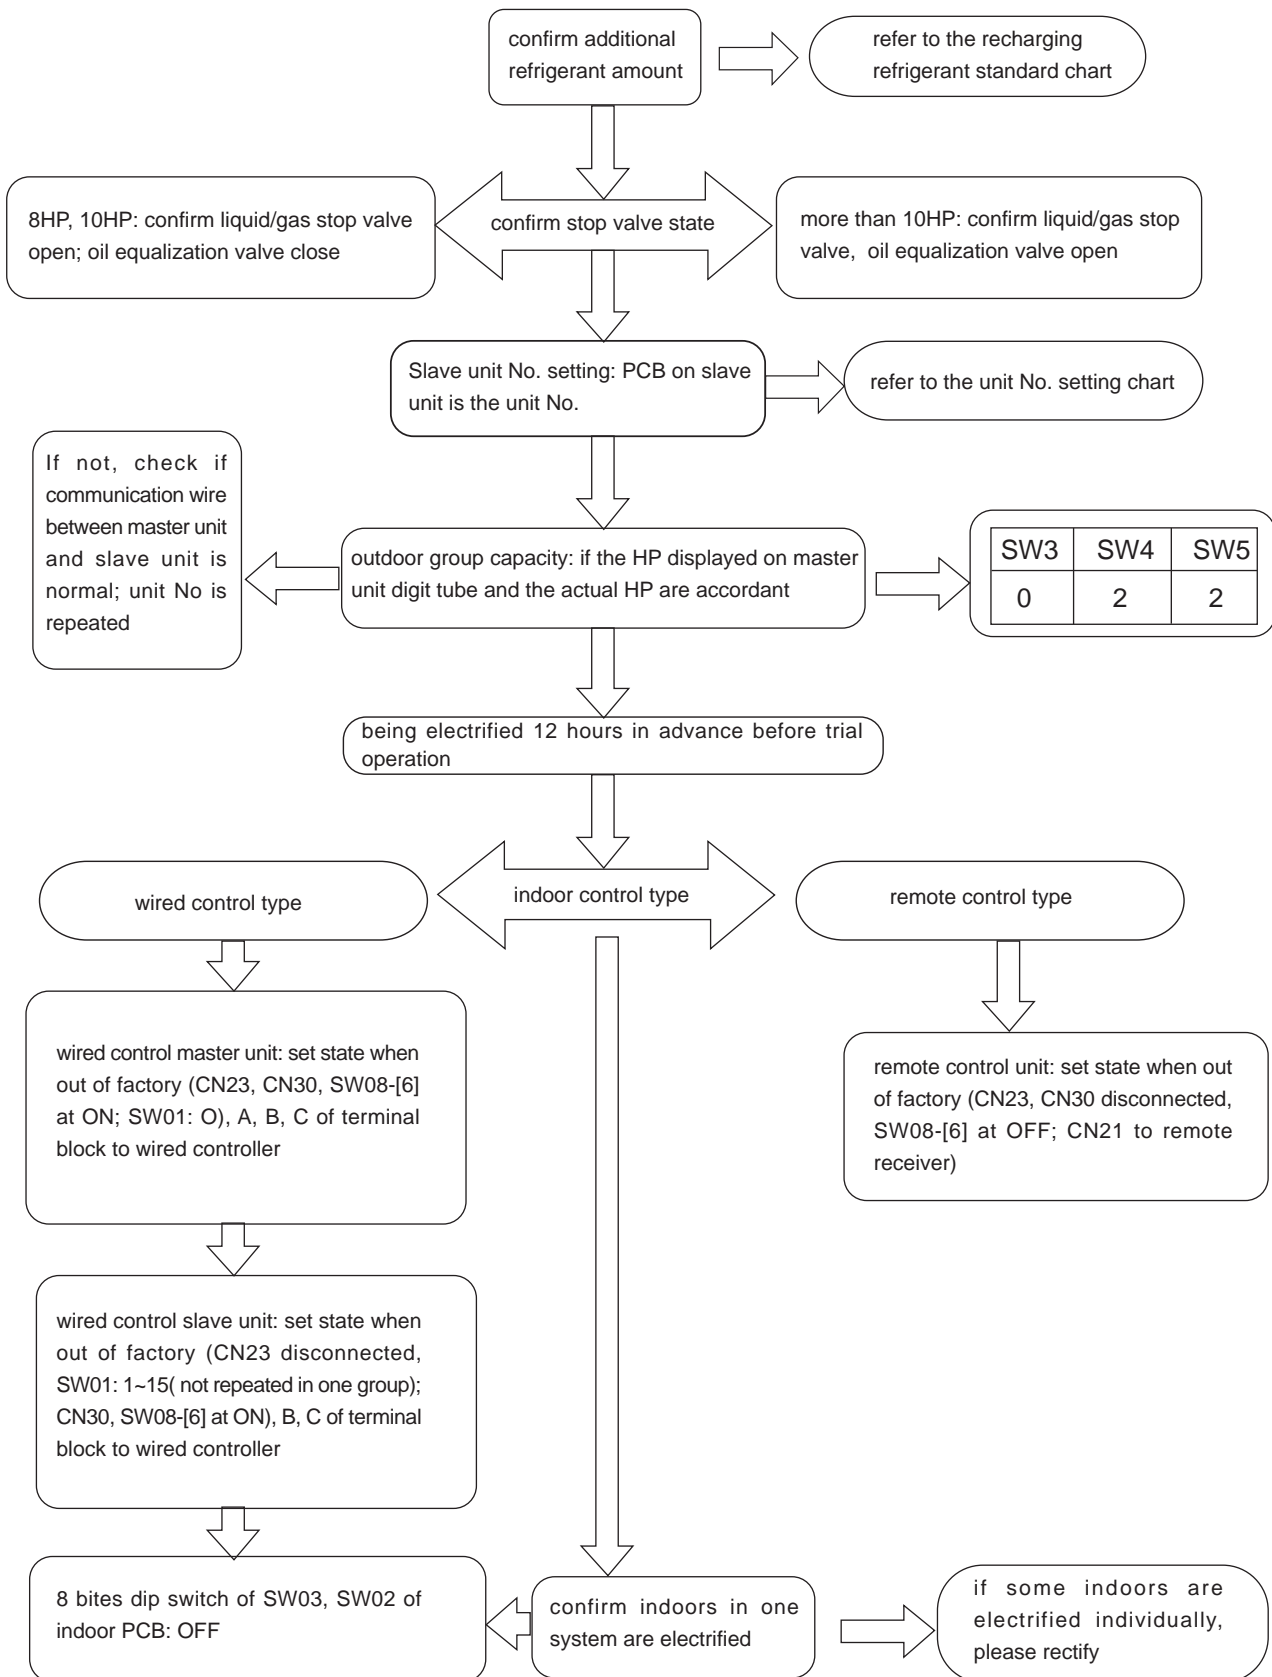 confirm additional
refrigerant amount
refer to the recharging
refrigerant standard chart
8HP, 10HP: confirm liquid/gas stop valve
open; oil equalization valve close
confirm stop valve state
more than 10HP: confirm liquid/gas stop
valve, oil equalization valve open
Slave unit No. setting: PCB on slave
unit is the unit No.
refer to the unit No. setting chart
If not, check if
communication wire
between master unit
and slave unit is
normal; unit No is
repeated
outdoor group capacity: if the HP displayed on master
unit digit tube and the actual HP are accordant
SW3 SW4 SW5
0 2 2
being electrified 12 hours in advance before trial
operation
wired control type
indoor control type
remote control type
wired control master unit: set state when
out of factory (CN23, CN30, SW08-[6]
at ON; SW01: O), A, B, C of terminal
block to wired controller
remote control unit: set state when out
of factory (CN23, CN30 disconnected,
SW08-[6] at OFF; CN21 to remote
receiver)
wired control slave unit: set state when
out of factory (CN23 disconnected,
SW01: 1~15( not repeated in one group);
CN30, SW08-[6] at ON), B, C of terminal
block to wired controller
8 bites dip switch of SW03, SW02 of
indoor PCB: OFF
confirm indoors in one
system are electrified
if some indoors are
electrified individually,
please rectify